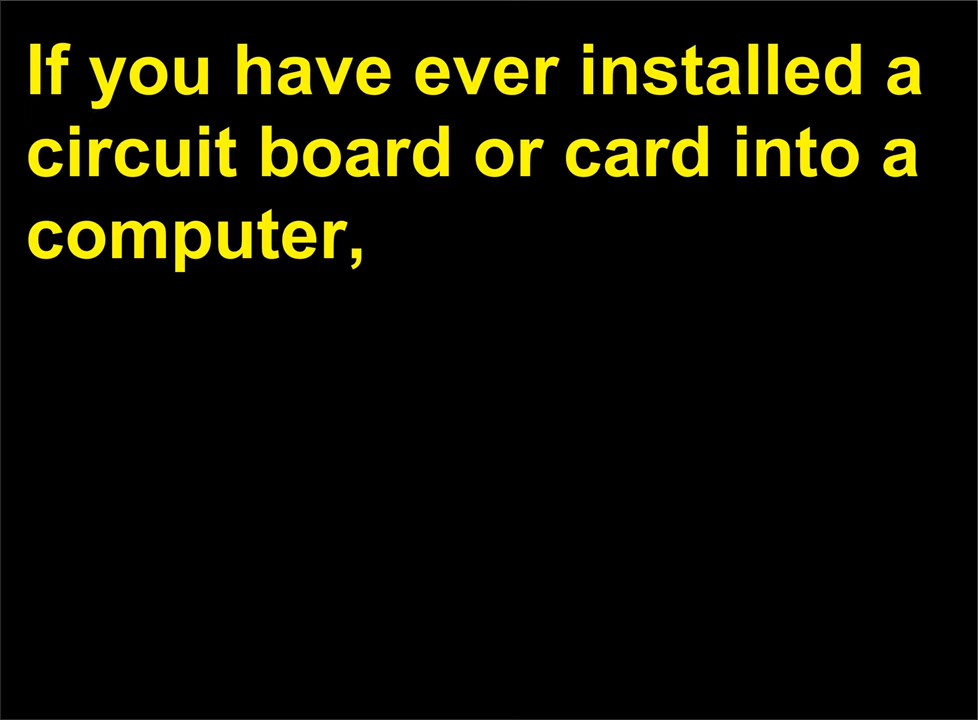 If you have ever installed a
circuit board or card into a
computer,